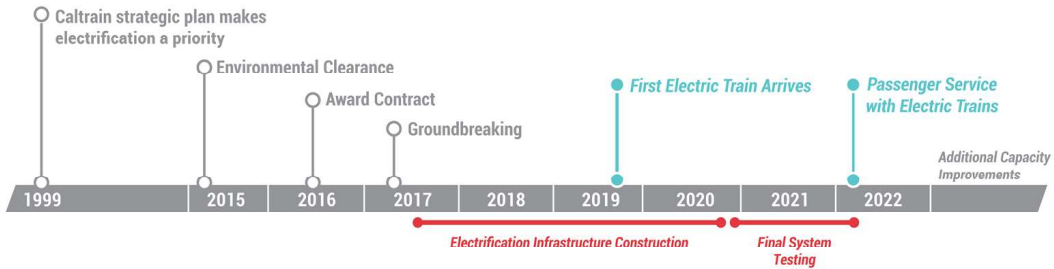 Caltrain strategic plan makes
electrification a priority
Environmental Clearance
Award Contract
Groundbreaking
First Electric Train Arrives
Passenger Service
with Electric Trains
Additional Capacity
Improvements
1999
2015
2016
2017
2018
2019
2020
2021
2022
Electrification Infrastructure Construction
Final System
Testing